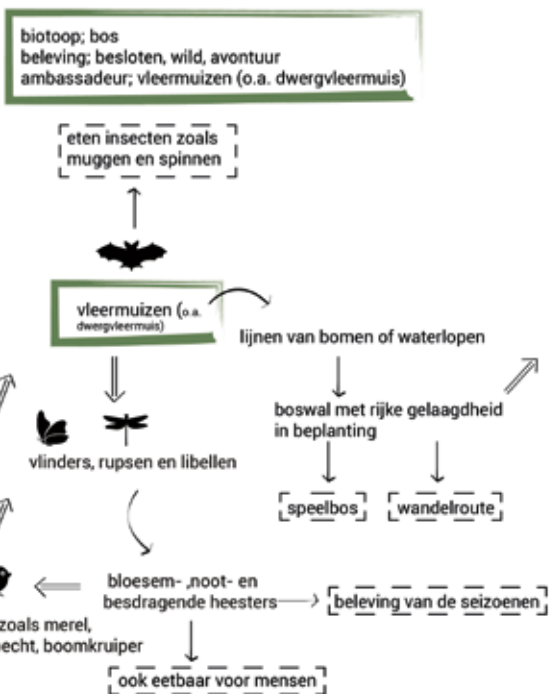 biotoop; bos
beleving; besloten, wild, avontuur
ambassadeur; vleermuizen (o.a. dwergvleermuis)
eten insecten zoals
muggen en spinnen
vleermuizen (o.a.
dwergvleermuis)
lijnen van bomen of waterlopen
boswal met rijke gelaagdheid
in beplanting
vlinders, rupsen en libellen
speelbos
wandelroute
bloesem- ,noot- en
besdragende heesters
beleving van de seizoenen
zoals merel,
echt, boomkruiper
ook eetbaar voor mensen